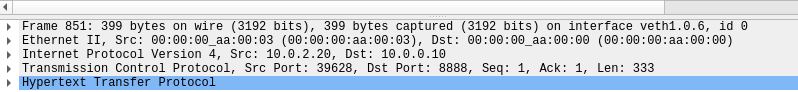 Frame 851: 399 bytes on wire (3192 bits), 399 bytes captured (3192 bits) on interface veth1.0.6, id 0
Ethernet II, Src: 00:00:00_aa:00:03 (00:00:00:aa:00:03), Dst: 00:00:00_aa:00:00 (00:00:00:aa:00:00)
Internet Protocol Version 4, Src: 10.0.2.20, Dst: 10.0.0.10
Transmission Control Protocol, Src Port: 39628, Dst Port: 8888, Seq: 1, Ack: 1, Len: 333
Hypertext Transfer Protocol